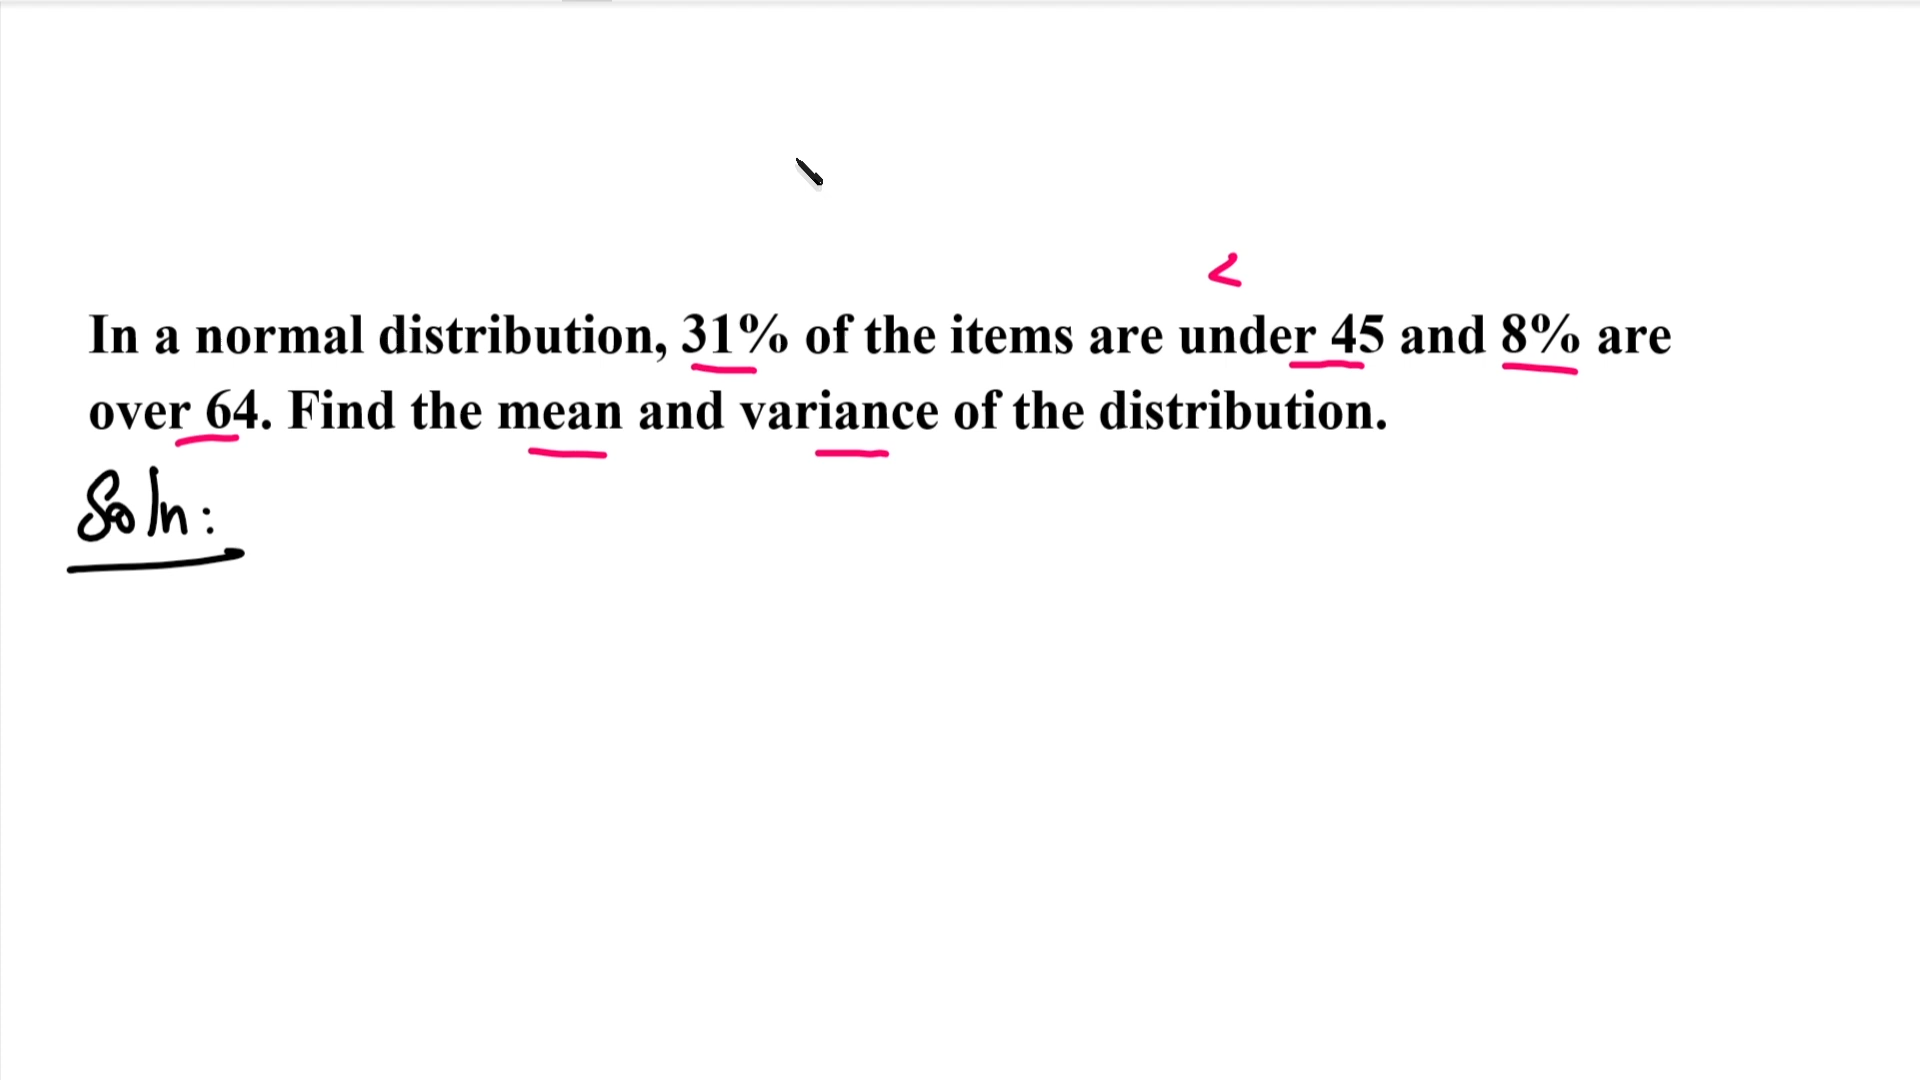 <
In a normal distribution, 31% of the items are under 45 and 8% are
over 64. Find the mean and variance of the distribution.
Soln: